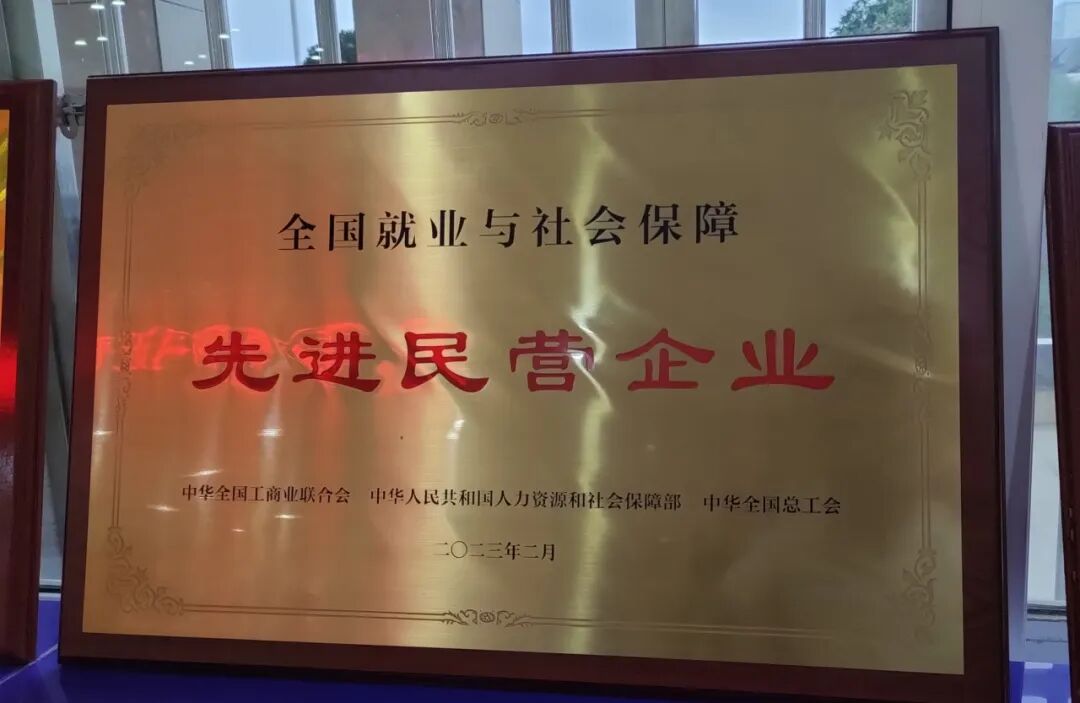 全国就业与社会保障
先进民营企业
中华全国工商业联合会 中华人民共和国人力资源和社会保障部 中华全国总工会
二〇二三年二月